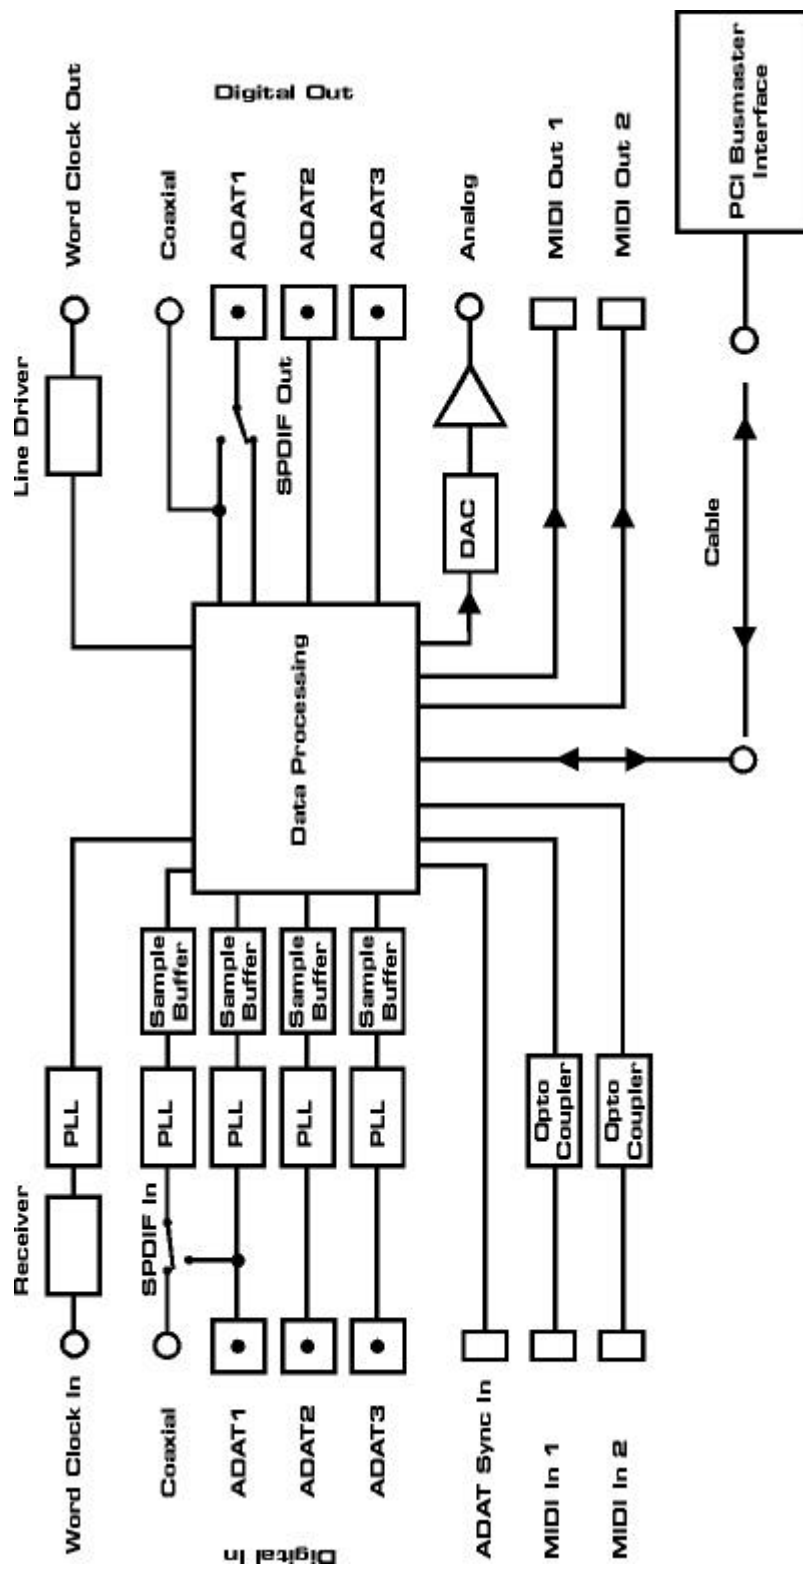 Word Clock In
Receiver
PLL
Line Driver
Word Clock Out
Digital In
Coaxial
SPDIF In
PLL
Sample
Buffer
Coaxial
Digital Out
ADAT1
PLL
Sample
Buffer
ADAT1
ADAT2
PLL
Sample
Buffer
Data Processing
SPDIF Out
ADAT2
ADAT3
PLL
Sample
Buffer
ADAT3
ADAT Sync In
DAC
Analog
MIDI In 1
Opto
Coupler
MIDI Out 1
MIDI In 2
Opto
Coupler
MIDI Out 2
Cable
PCI Busmaster
Interface